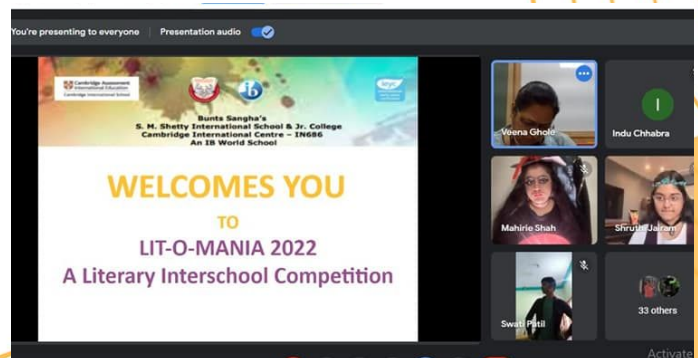 You're presenting to everyone
Presentation audio
Cambridge Assessment
International Education
Cambridge International School
ib
Bunts Sangha's
S. M. Shetty International School & Jr. College
Cambridge International Centre – IN686
An IB World School
WELCOMES YOU
TO
LIT-O-MANIA 2022
A Literary Interschool Competition
Veena Ghole
I
Indu Chhabra
Mahirie Shah
Shruthi Jairam
Swati Patil
33 others
Activate